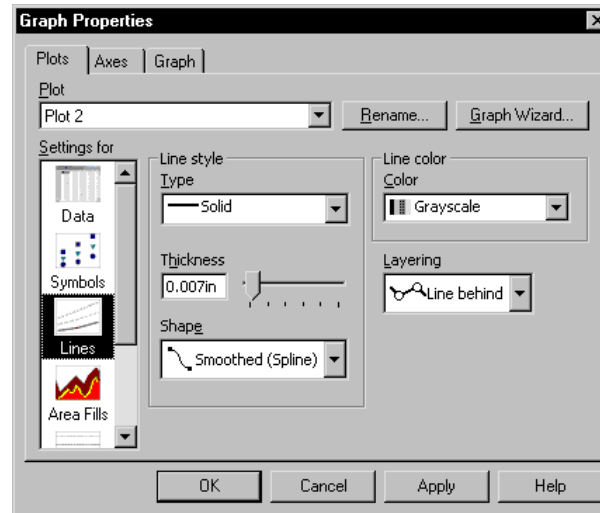 Graph Properties
Plots Axes Graph
Plot
Plot 2 Rename... Graph Wizard...
Settings for
Data
Symbols
Lines
Area Fills
Line style
Type
Solid
Thickness
0.007in
Shape
Smoothed (Spline)
Line color
Color
Grayscale
Layering
Line behind
OK Cancel Apply Help